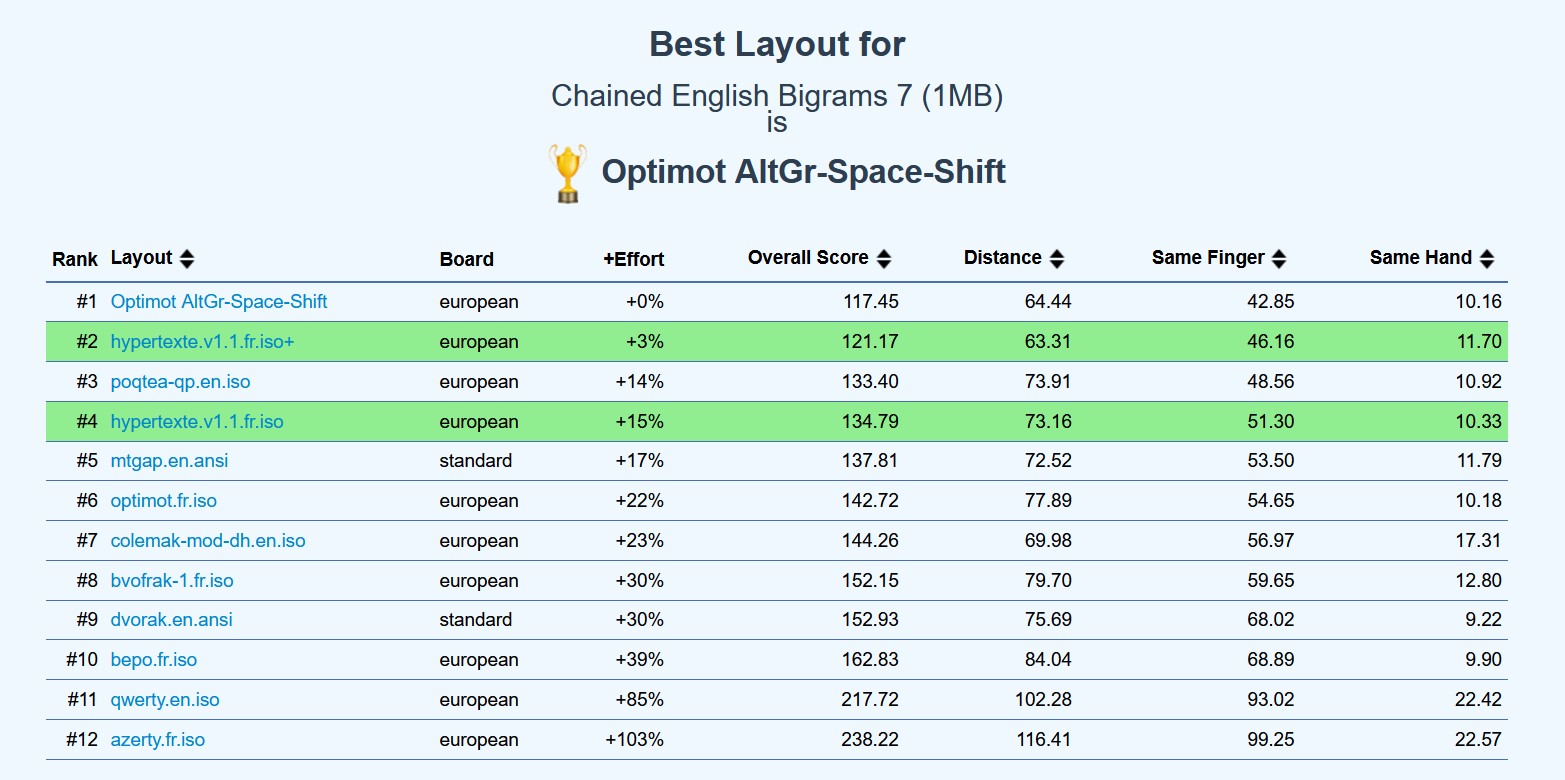 Best Layout for
Chained English Bigrams 7 (1MB)
is
Optimot AltGr-Space-Shift
Rank Layout Board +Effort Overall Score Distance Same Finger Same Hand
#1 Optimot AltGr-Space-Shift european +0% 117.45 64.44 42.85 10.16
#2 hypertexte.v1.1.fr.iso+ european +3% 121.17 63.31 46.16 11.70
#3 poqtea-qp.en.iso european +14% 133.40 73.91 48.56 10.92
#4 hypertexte.v1.1.fr.iso european +15% 134.79 73.16 51.30 10.33
#5 mtgap.en.ansi standard +17% 137.81 72.52 53.50 11.79
#6 optimot.fr.iso european +22% 142.72 77.89 54.65 10.18
#7 colemak-mod-dh.en.iso european +23% 144.26 69.98 56.97 17.31
#8 bvofrak-1.fr.iso european +30% 152.15 79.70 59.65 12.80
#9 dvorak.en.ansi standard +30% 152.93 75.69 68.02 9.22
#10 bepo.fr.iso european +39% 162.83 84.04 68.89 9.90
#11 qwerty.en.iso european +85% 217.72 102.28 93.02 22.42
#12 azerty.fr.iso european +103% 238.22 116.41 99.25 22.57